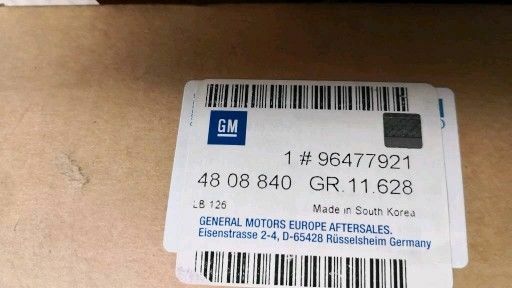 GM
1 # 96477921
48 08 840 GR.11.628
LB 126 Made in South Korea
GENERAL MOTORS EUROPE AFTERSALES.
Eisenstrasse 2-4, D-65428 Rüsselsheim Germany